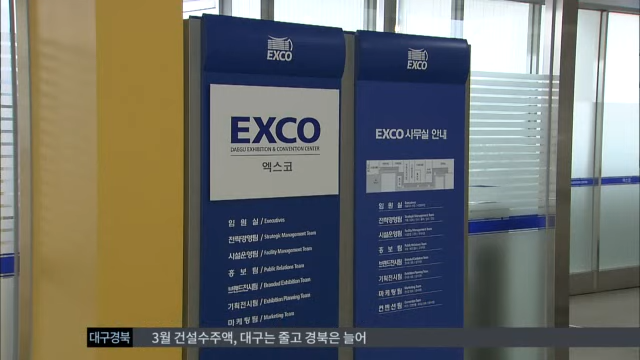 EXCO
EXCO
DAEGU EXHIBITION & CONVENTION CENTER
엑스코
임 원 실 / Executives
전략경영팀 / Strategic Management Team
시설운영팀 / Facility Management Team
홍 보 팀 / Public Relations Team
브랜드전시팀 / Branded Exhibition Team
기획전시팀 / Exhibition Planning Team
마 케 팅 팀 / Marketing Team
EXCO
EXCO 사무실 안내
임 원 실
전략경영팀
시설운영팀
홍 보 팀
브랜드전시팀
기획전시팀
마 케 팅 팀
컨 벤 션 팀
대구경북 3월 건설수주액, 대구는 줄고 경북은 늘어